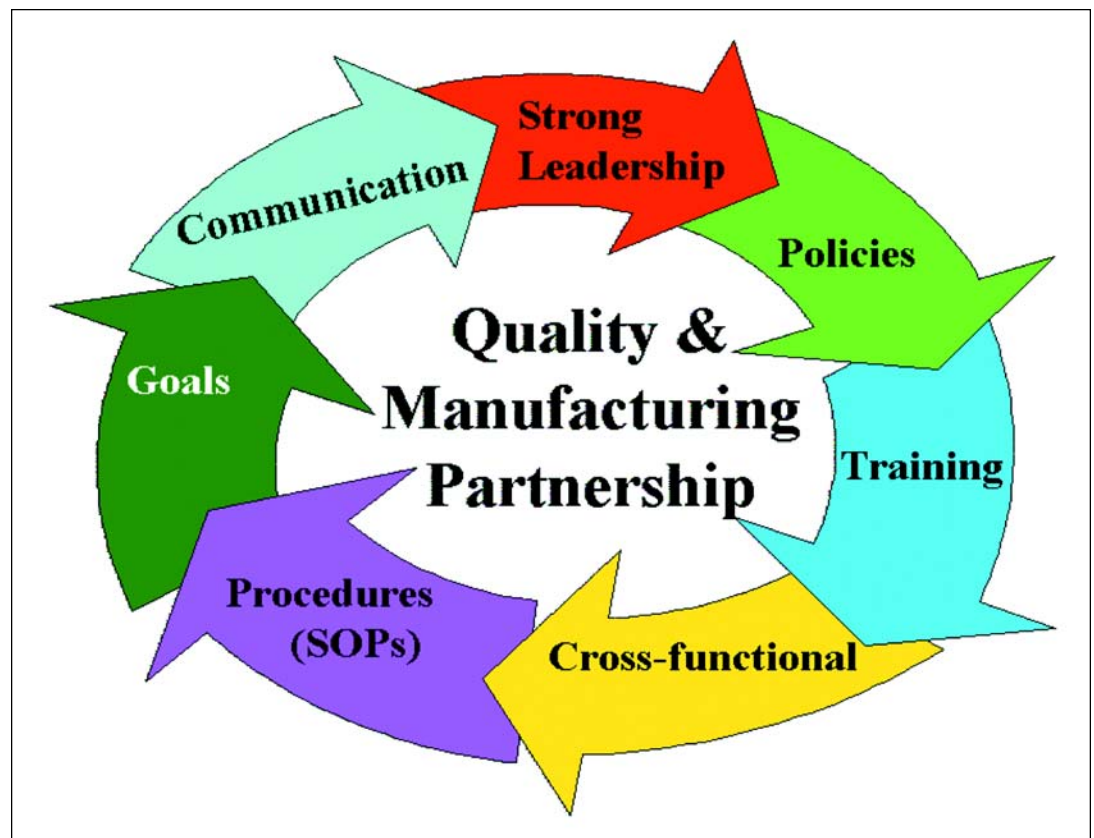 Strong
Leadership
Policies
Training
Cross-functional
Procedures
(SOPs)
Goals
Communication
Quality &
Manufacturing
Partnership